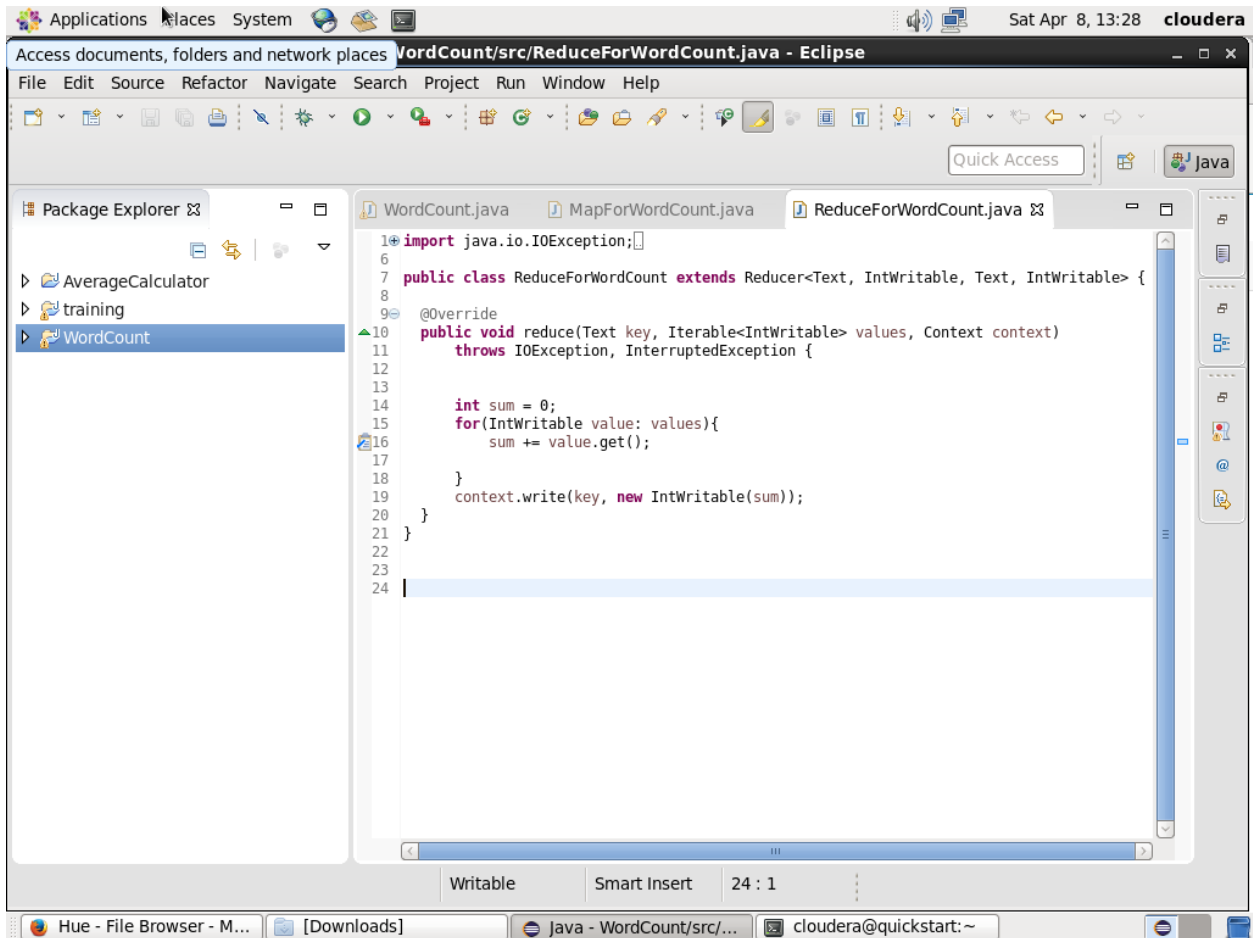 Applications Places System Sat Apr 8, 13:28 cloudera
Access documents, folders and network places WordCount/src/ReduceForWordCount.java - Eclipse
File Edit Source Refactor Navigate Search Project Run Window Help
Quick Access Java
Package Explorer
AverageCalculator
training
WordCount
WordCount.java MapForWordCount.java ReduceForWordCount.java
1 import java.io.IOException;
6
7 public class ReduceForWordCount extends Reducer<Text, IntWritable, Text, IntWritable> {
8
9 @Override
10 public void reduce(Text key, Iterable<IntWritable> values, Context context)
11 throws IOException, InterruptedException {
12
13
14 int sum = 0;
15 for(IntWritable value: values){
16 sum += value.get();
17
18 }
19 context.write(key, new IntWritable(sum));
20 }
21 }
22
23
24
Writable Smart Insert 24 : 1
Hue - File Browser - M... [Downloads] Java - WordCount/src/... cloudera@quickstart:~